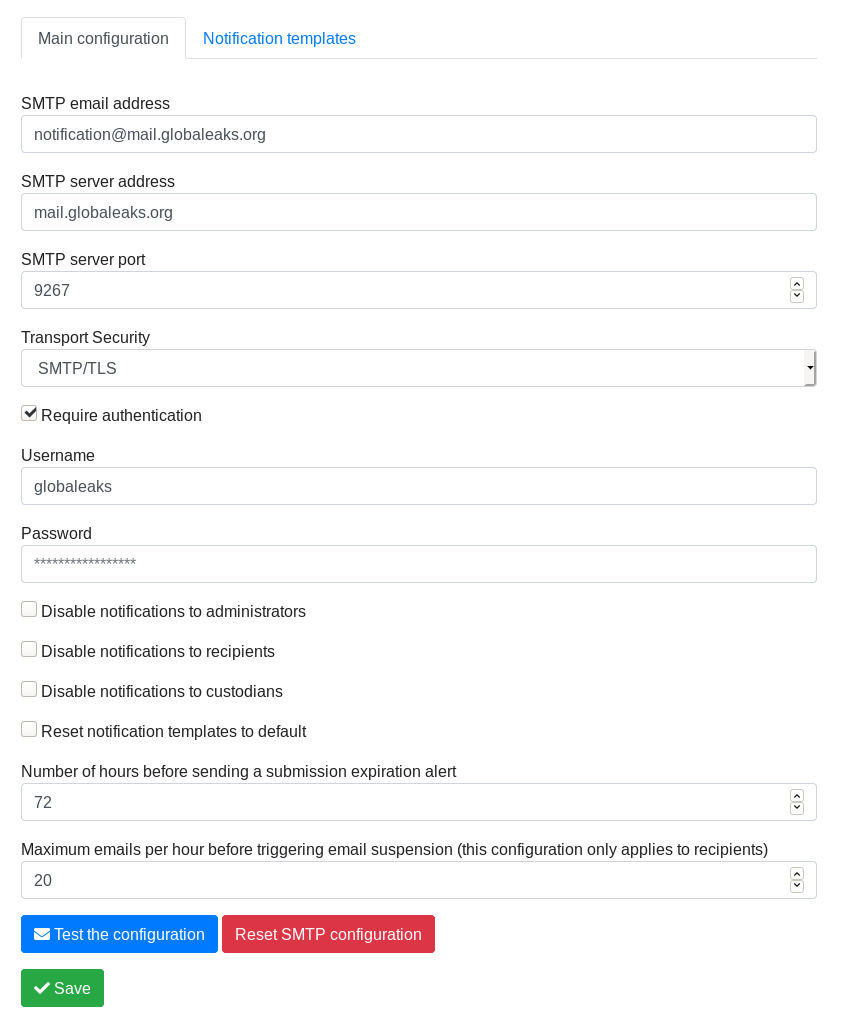 Main configuration Notification templates
SMTP email address
notification@mail.globaleaks.org
SMTP server address
mail.globaleaks.org
SMTP server port
9267
Transport Security
SMTP/TLS
Require authentication
Username
globaleaks
Password
*****************
Disable notifications to administrators
Disable notifications to recipients
Disable notifications to custodians
Reset notification templates to default
Number of hours before sending a submission expiration alert
72
Maximum emails per hour before triggering email suspension (this configuration only applies to recipients)
20
Test the configuration Reset SMTP configuration
Save